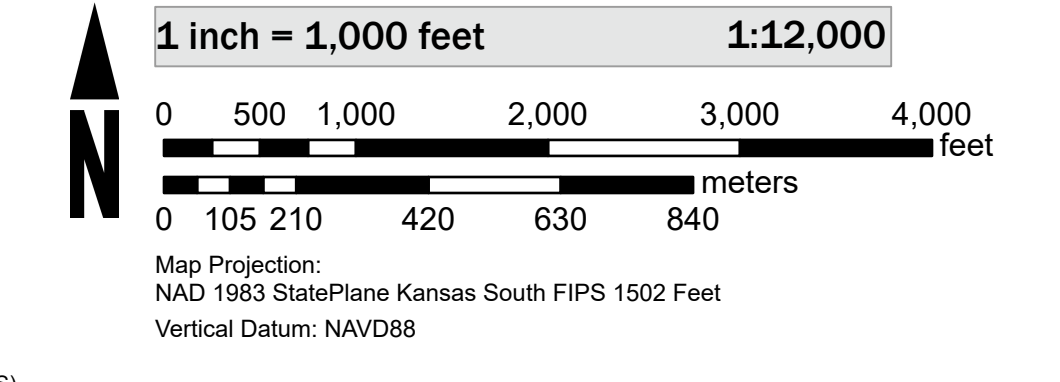 1 inch = 1,000 feet 1:12,000
0 500 1,000 2,000 3,000 4,000
feet
meters
0 105 210 420 630 840
N
Map Projection:
NAD 1983 StatePlane Kansas South FIPS 1502 Feet
Vertical Datum: NAVD88